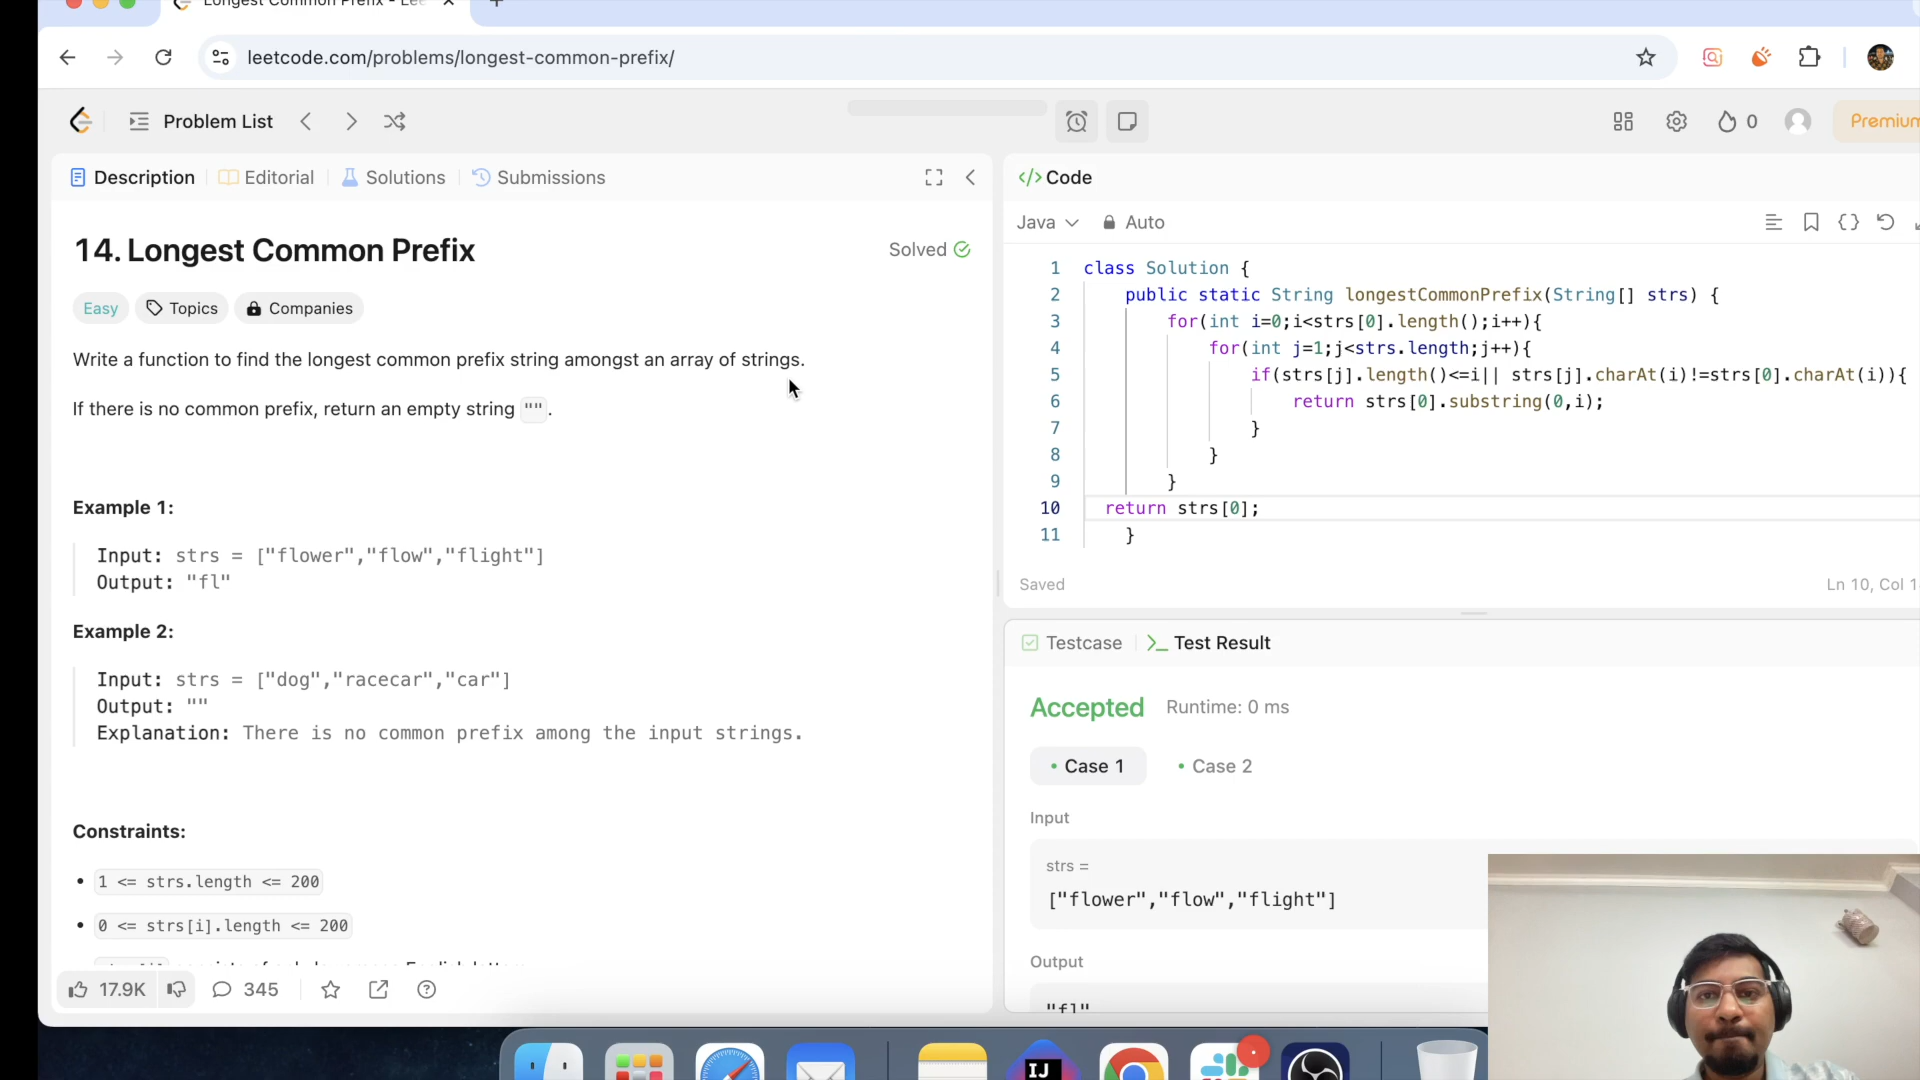 Longest Common Prefix - Lee
leetcode.com/problems/longest-common-prefix/
Problem List
0
Premium
Description
Editorial
Solutions
Submissions
</> Code
Java
Auto
14. Longest Common Prefix
Solved
Easy
Topics
Companies
Write a function to find the longest common prefix string amongst an array of strings.
If there is no common prefix, return an empty string "".
Example 1:
Input: strs = ["flower","flow","flight"]
Output: "fl"
Example 2:
Input: strs = ["dog","racecar","car"]
Output: ""
Explanation: There is no common prefix among the input strings.
Constraints:
1 <= strs.length <= 200
0 <= strs[i].length <= 200
17.9K
345
1 class Solution {
2 public static String longestCommonPrefix(String[] strs) {
3 for(int i=0;i<strs[0].length();i++){
4 for(int j=1;j<strs.length;j++){
5 if(strs[j].length()<=i|| strs[j].charAt(i)!=strs[0].charAt(i)){
6 return strs[0].substring(0,i);
7 }
8 }
9 }
10 return strs[0];
11 }
Saved
Ln 10, Col 1
Testcase
Test Result
Accepted
Runtime: 0 ms
Case 1
Case 2
Input
strs =
["flower","flow","flight"]
Output
"fl"
IJ